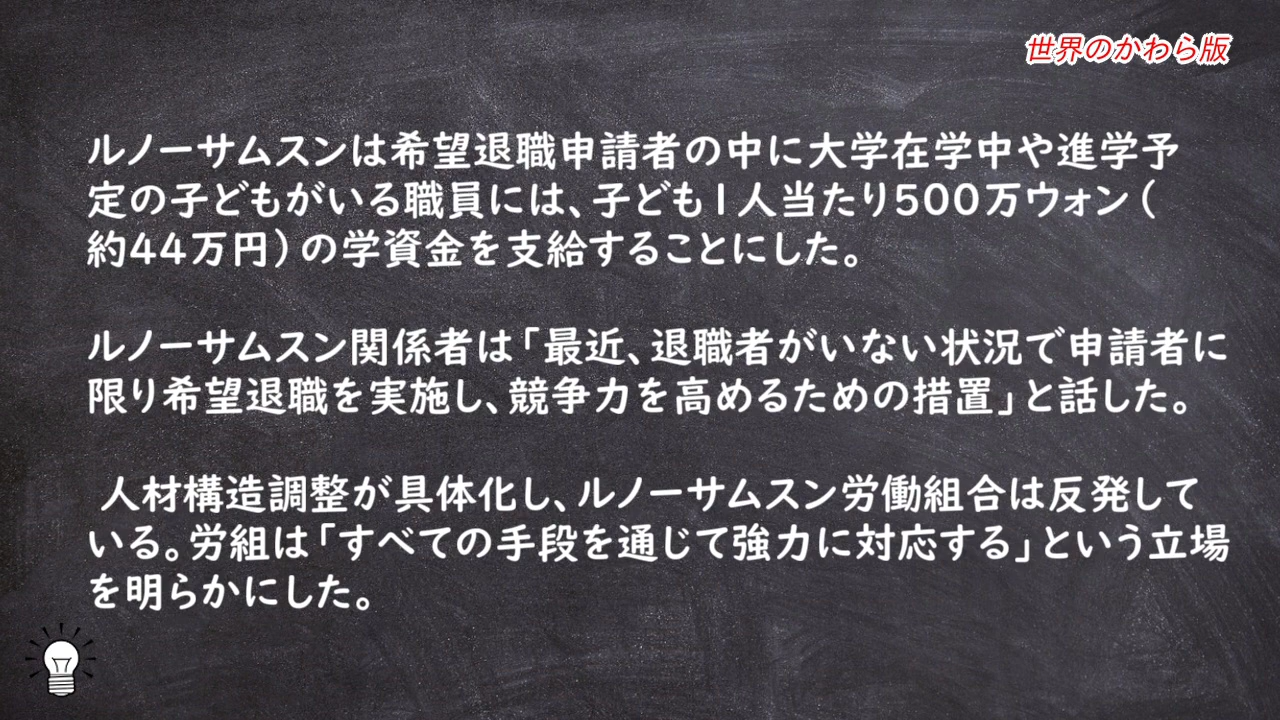 世界のかわら版
ルノーサムスンは希望退職申請者の中に大学在学中や進学予
定の子どもがいる職員には、子ども1人当たり500万ウォン（
約44万円）の学資金を支給することにした。
ルノーサムスン関係者は「最近、退職者がいない状況で申請者に
限り希望退職を実施し、競争力を高めるための措置」と話した。
人材構造調整が具体化し、ルノーサムスン労働組合は反発して
いる。労組は「すべての手段を通じて強力に対応する」という立場
を明らかにした。